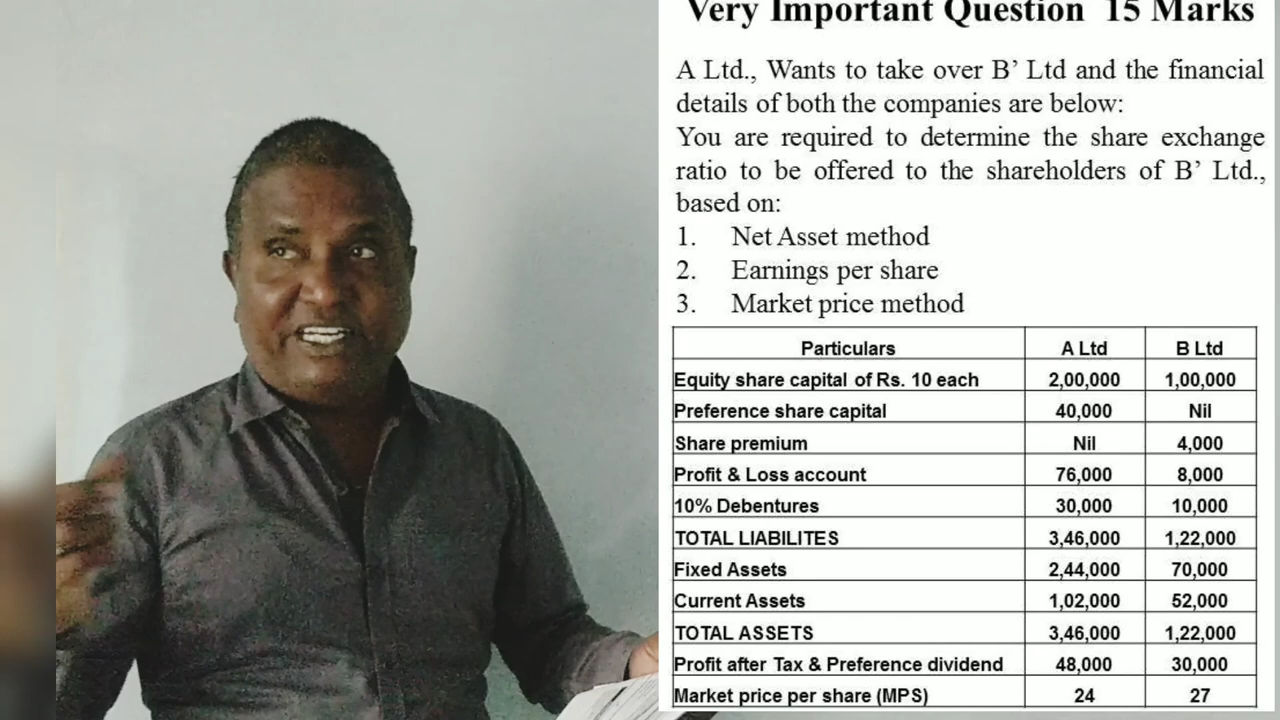 Very Important Question 15 Marks
A Ltd., Wants to take over B’ Ltd and the financial
details of both the companies are below:
You are required to determine the share exchange
ratio to be offered to the shareholders of B’ Ltd.,
based on:
1. Net Asset method
2. Earnings per share
3. Market price method
Particulars A Ltd B Ltd
Equity share capital of Rs. 10 each 2,00,000 1,00,000
Preference share capital 40,000 Nil
Share premium Nil 4,000
Profit & Loss account 76,000 8,000
10% Debentures 30,000 10,000
TOTAL LIABILITES 3,46,000 1,22,000
Fixed Assets 2,44,000 70,000
Current Assets 1,02,000 52,000
TOTAL ASSETS 3,46,000 1,22,000
Profit after Tax & Preference dividend 48,000 30,000
Market price per share (MPS) 24 27